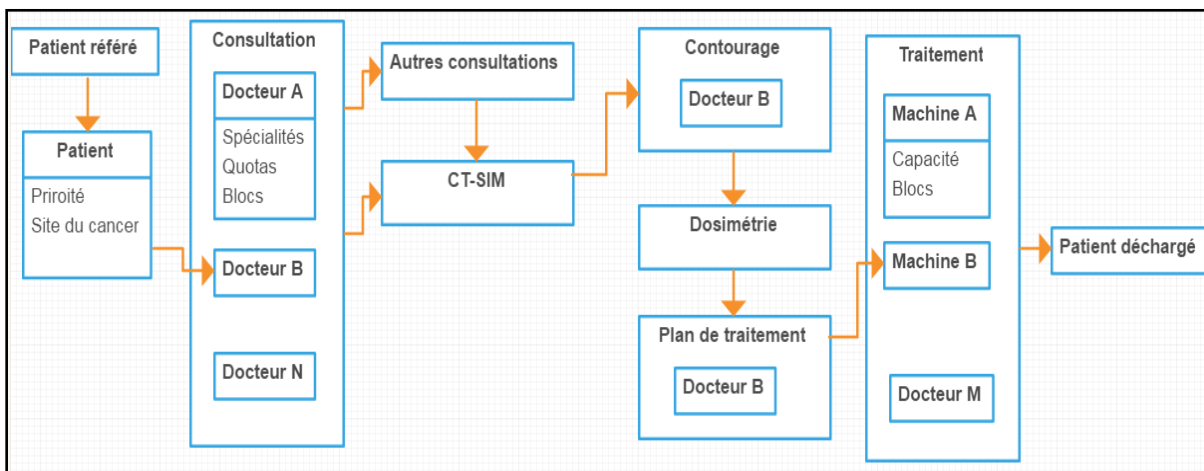 Patient référé
Patient
Priroité
Site du cancer
Consultation
Docteur A
Spécialités
Quotas
Blocs
Docteur B
Docteur N
Autres consultations
CT-SIM
Contourage
Docteur B
Dosimétrie
Plan de traitement
Docteur B
Traitement
Machine A
Capacité
Blocs
Machine B
Docteur M
Patient déchargé